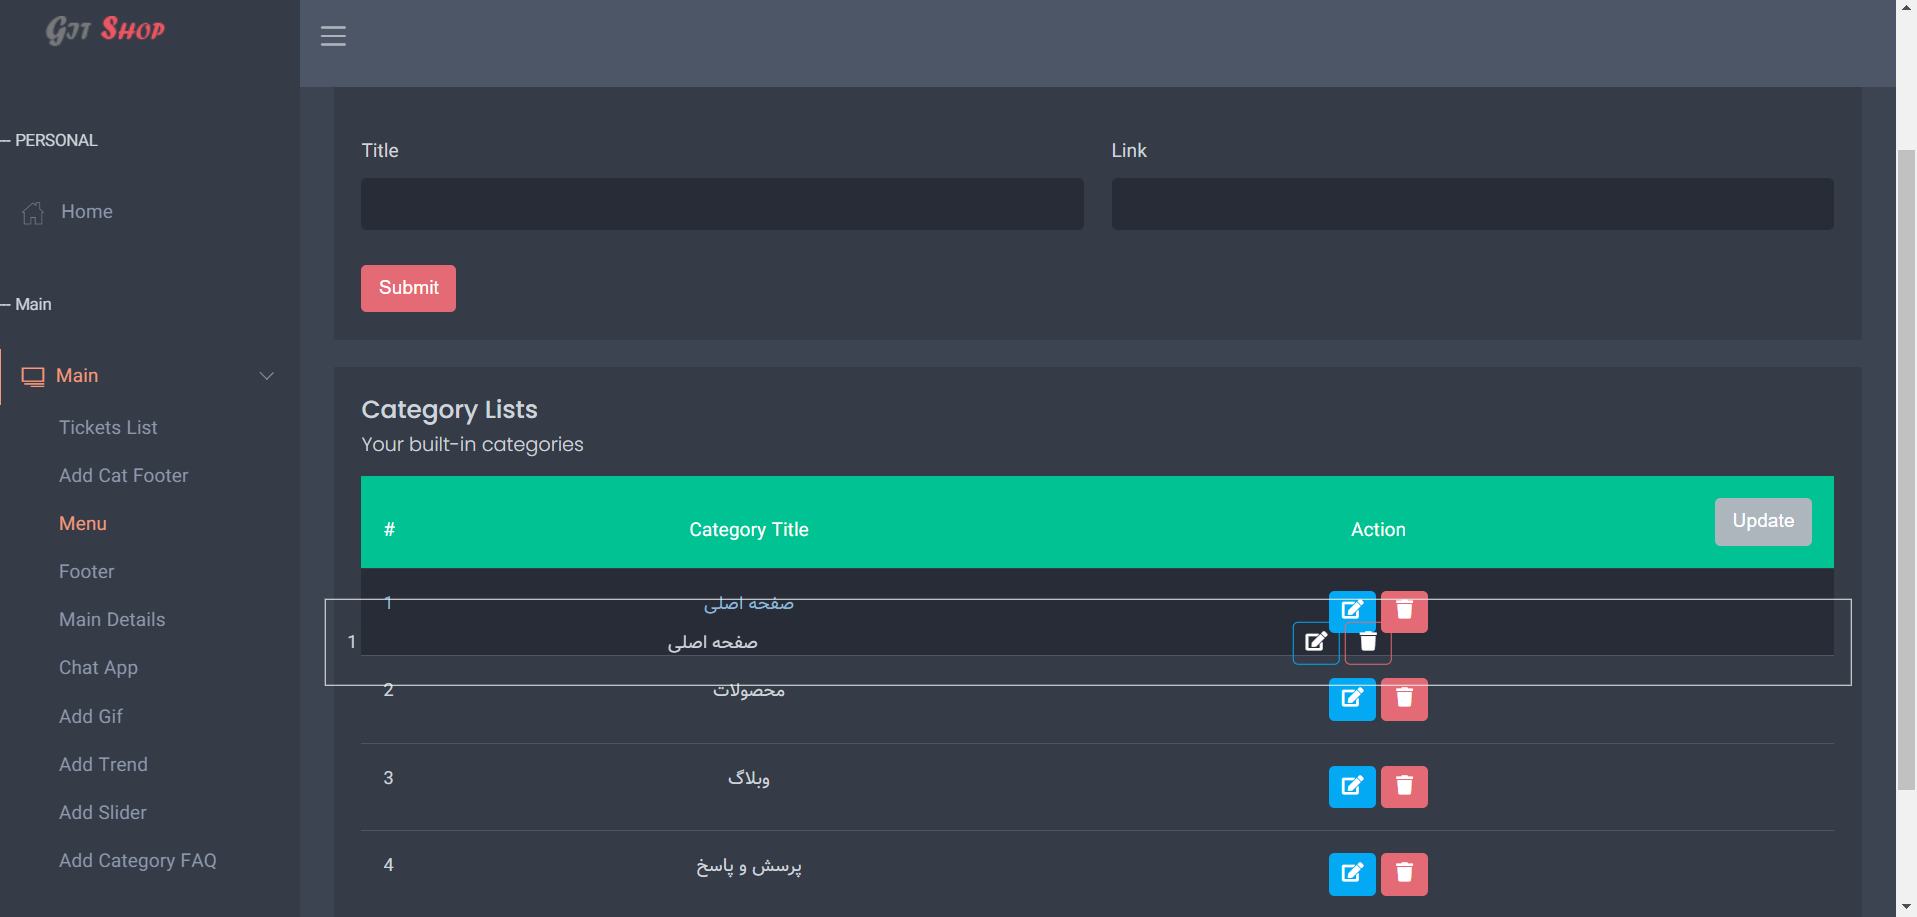 Git Shop
-- PERSONAL
Home
-- Main
Main
Tickets List
Add Cat Footer
Menu
Footer
Main Details
Chat App
Add Gif
Add Trend
Add Slider
Add Category FAQ
Title Link
Submit
Category Lists
Your built-in categories
# Category Title Action Update
1 صفحه اصلی
1 صفحه اصلی
2 محصولات
3 وبلاگ
4 پرسش و پاسخ